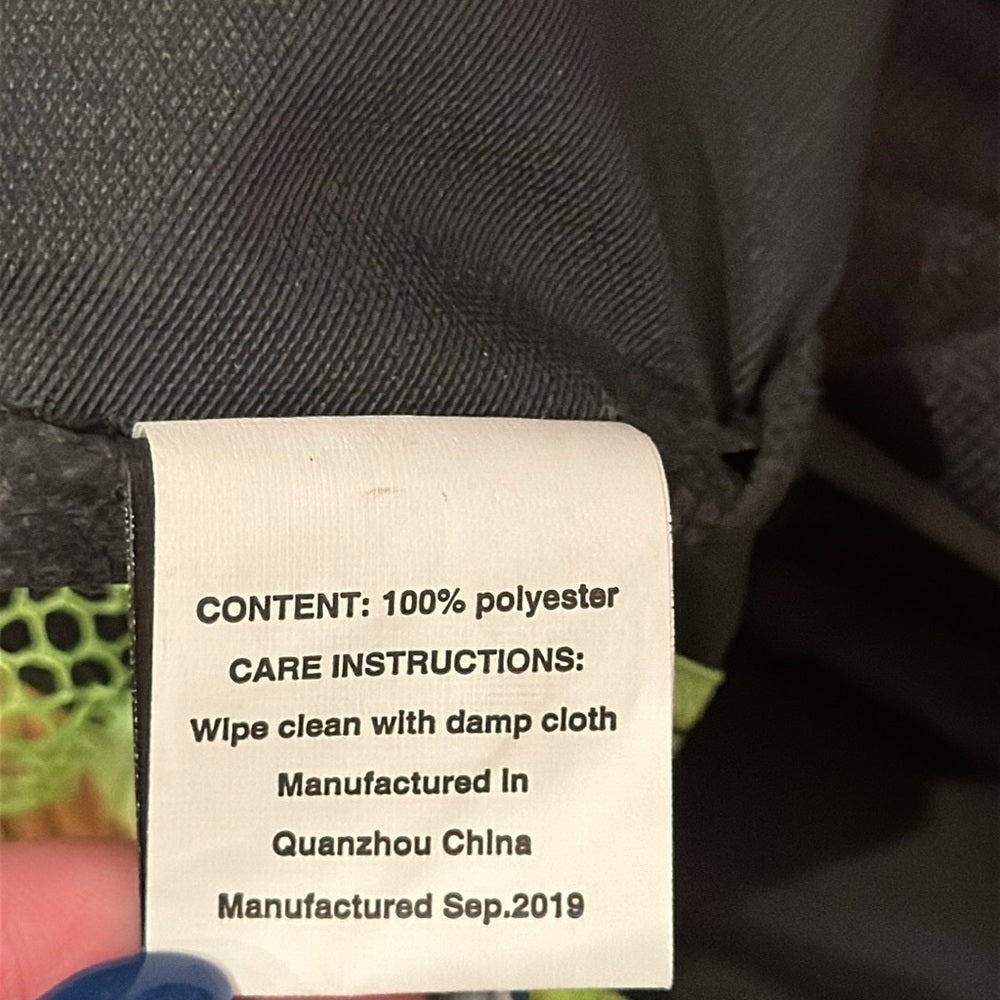 CONTENT: 100% polyester
CARE INSTRUCTIONS:
Wipe clean with damp cloth
Manufactured in
Quanzhou China
Manufactured Sep.2019